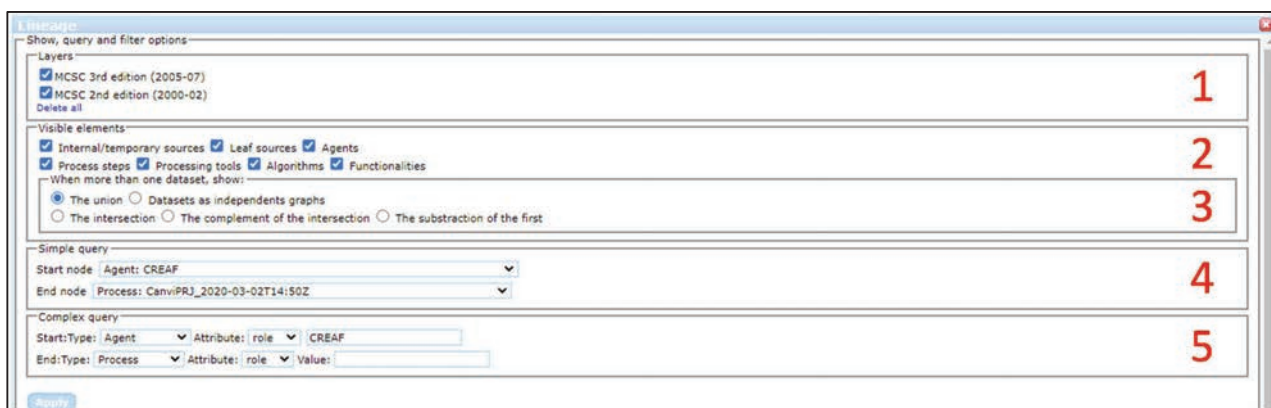 Lineage
Show, query and filter options
Layers
MCSC 3rd edition (2005-07)
MCSC 2nd edition (2000-02)
Delete all
1
Visible elements
Internal/temporary sources Leaf sources Agents
Process steps Processing tools Algorithms Functionalities
2
When more than one dataset, show:
The union Datasets as independents graphs
The intersection The complement of the intersection The substraction of the first
3
Simple query
Start node Agent: CREAF
End node Process: CanviPRJ_2020-03-02T14:50Z
4
Complex query
Start:Type: Agent Attribute: role CREAF
End:Type: Process Attribute: role Value:
5
Apply